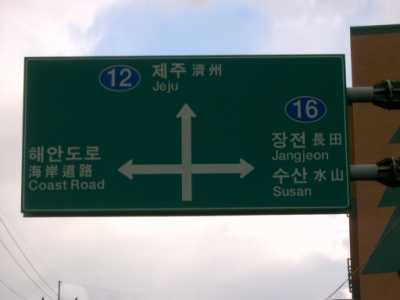 12 제주 濟州
Jeju
16
장전 長田
Jangjeon
수산 水山
Susan
해안도로
海岸道路
Coast Road